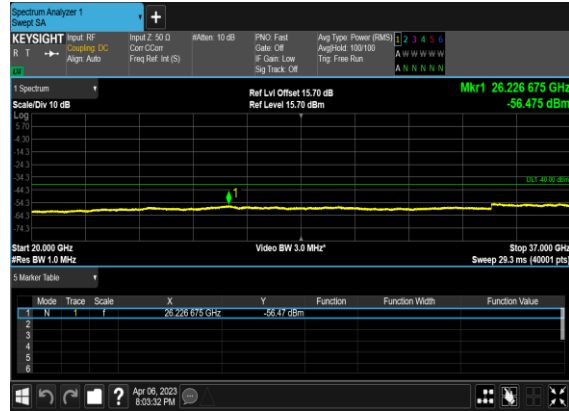 Spectrum Analyzer 1
Swept SA
+
KEYSIGHT Input: RF Input Z: 50 Ω #Atten: 10 dB PNO: Fast Avg Type: Power (RMS) 1 2 3 4 5 6
R T Coupling: DC Corr CCorr Gate: Off Avg|Hold: 100/100 A W W W W W
Align: Auto Freq Ref: Int (S) IF Gain: Low Trig: Free Run
Sig Track: Off A N N N N N
1 Spectrum
Ref Lvl Offset 15.70 dB Mkr1 26.226 675 GHz
Scale/Div 10 dB Ref Level 15.70 dBm -56.475 dBm
Log
5.70
-4.30
-14.3
-24.3
-34.3
DL1 -40.00 dBm
-44.3
1
-54.3
-64.3
-74.3
Start 20.000 GHz Video BW 3.0 MHz* Stop 37.000 GHz
#Res BW 1.0 MHz Sweep 29.3 ms (40001 pts)
5 Marker Table
Mode Trace Scale X Y Function Function Width Function Value
1 N 1 f 26.226 675 GHz -56.47 dBm
2
3
4
5
6
? Apr 06, 2023
8:03:32 PM